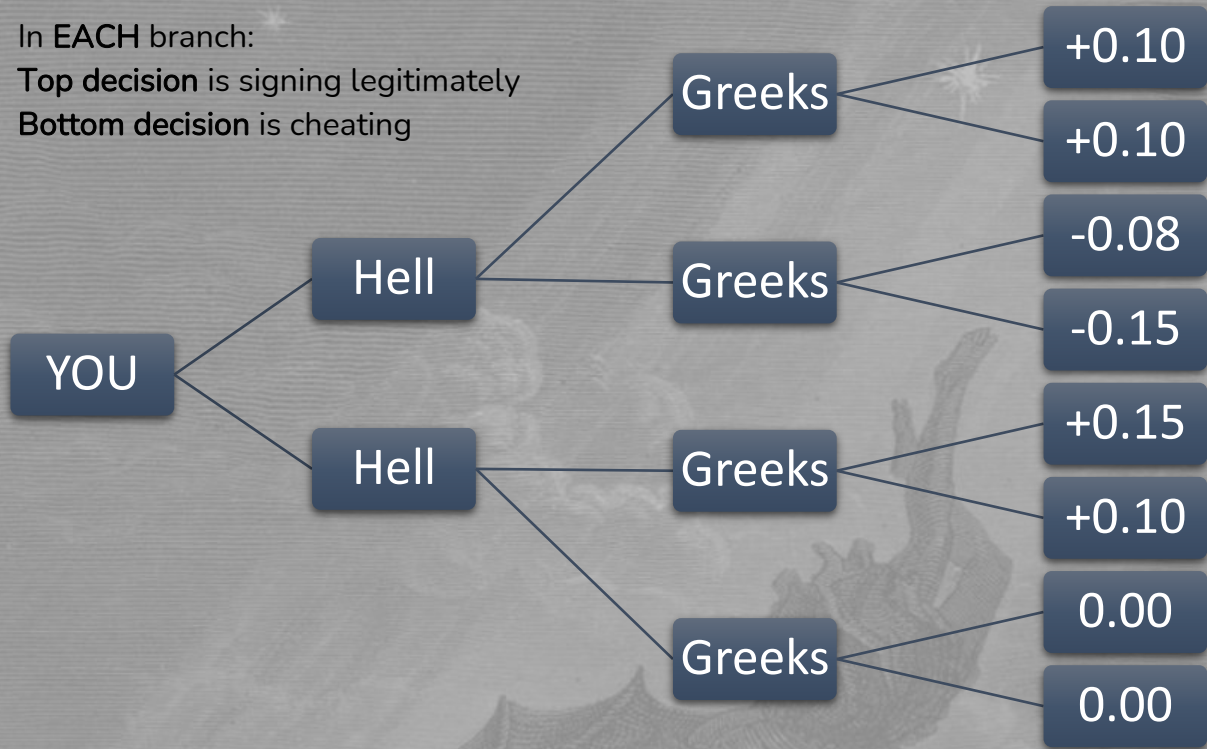 In EACH branch:
Top decision is signing legitimately
Bottom decision is cheating
YOU
Hell
Hell
Greeks
Greeks
Greeks
Greeks
+0.10
+0.10
-0.08
-0.15
+0.15
+0.10
0.00
0.00